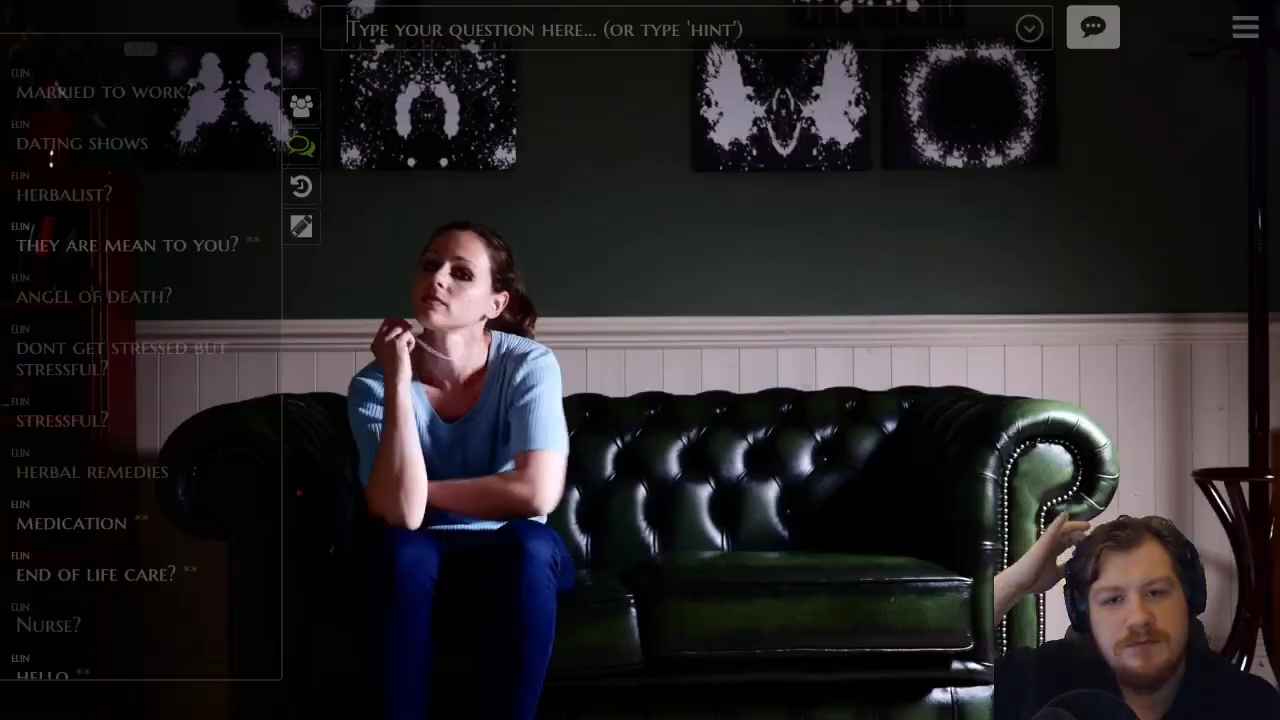 Type your question here... (or type 'hint')
ELIN
ELIN
MARRIED TO WORK?
ELIN
DATING SHOWS
ELIN
HERBALIST?
ELIN
THEY ARE MEAN TO YOU? **
ELIN
ANGEL OF DEATH?
ELIN
DONT GET STRESSED BUT
STRESSFUL?
ELIN
STRESSFUL?
ELIN
HERBAL REMEDIES
ELIN
MEDICATION **
ELIN
END OF LIFE CARE? **
ELIN
NURSE?
ELIN
HELLO **